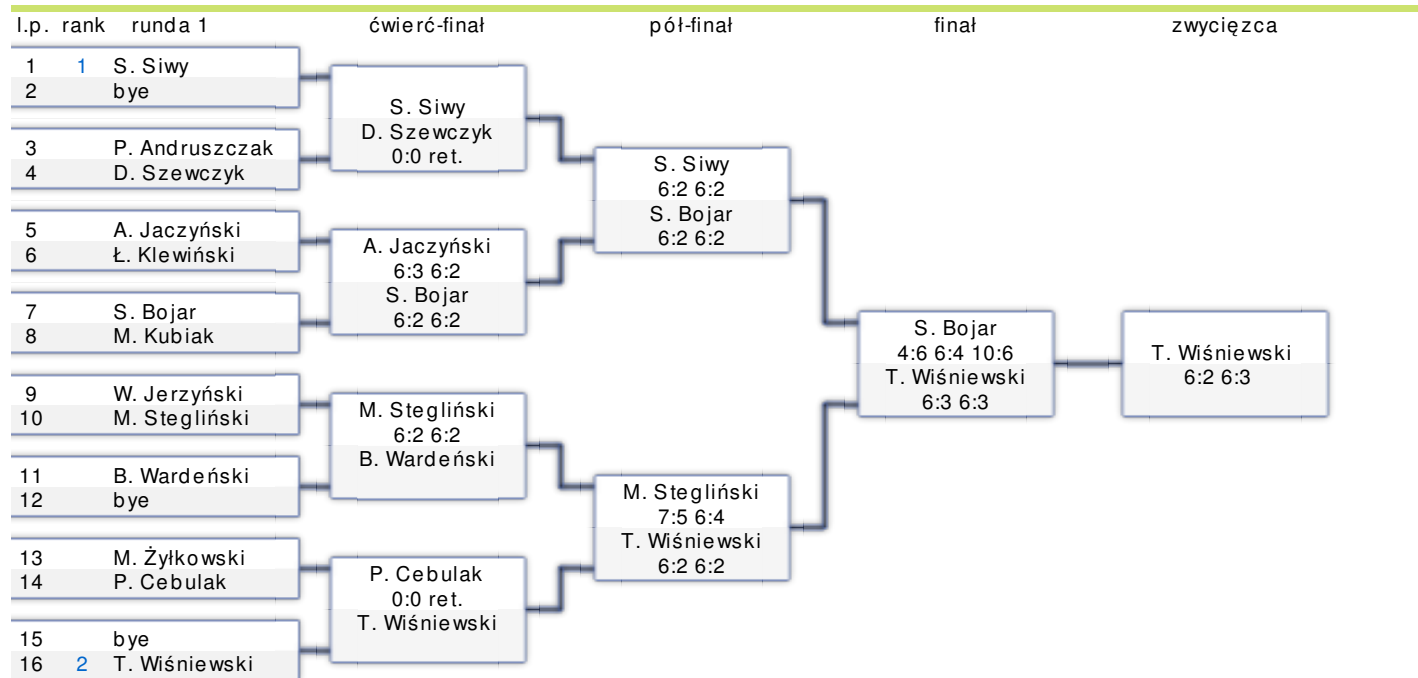 l.p. rank runda 1 ćwierć-finał pół-finał finał zwycięzca
1 1 S. Siwy
2 bye
3 P. Andruszczak
4 D. Szewczyk
5 A. Jaczyński
6 Ł. Klewiński
7 S. Bojar
8 M. Kubiak
9 W. Jerzyński
10 M. Stegliński
11 B. Wardeński
12 bye
13 M. Żyłkowski
14 P. Cebulak
15 bye
16 2 T. Wiśniewski
S. Siwy
D. Szewczyk
0:0 ret.
A. Jaczyński
6:3 6:2
S. Bojar
6:2 6:2
M. Stegliński
6:2 6:2
B. Wardeński
P. Cebulak
0:0 ret.
T. Wiśniewski
S. Siwy
6:2 6:2
S. Bojar
6:2 6:2
M. Stegliński
7:5 6:4
T. Wiśniewski
6:2 6:2
S. Bojar
4:6 6:4 10:6
T. Wiśniewski
6:3 6:3
T. Wiśniewski
6:2 6:3